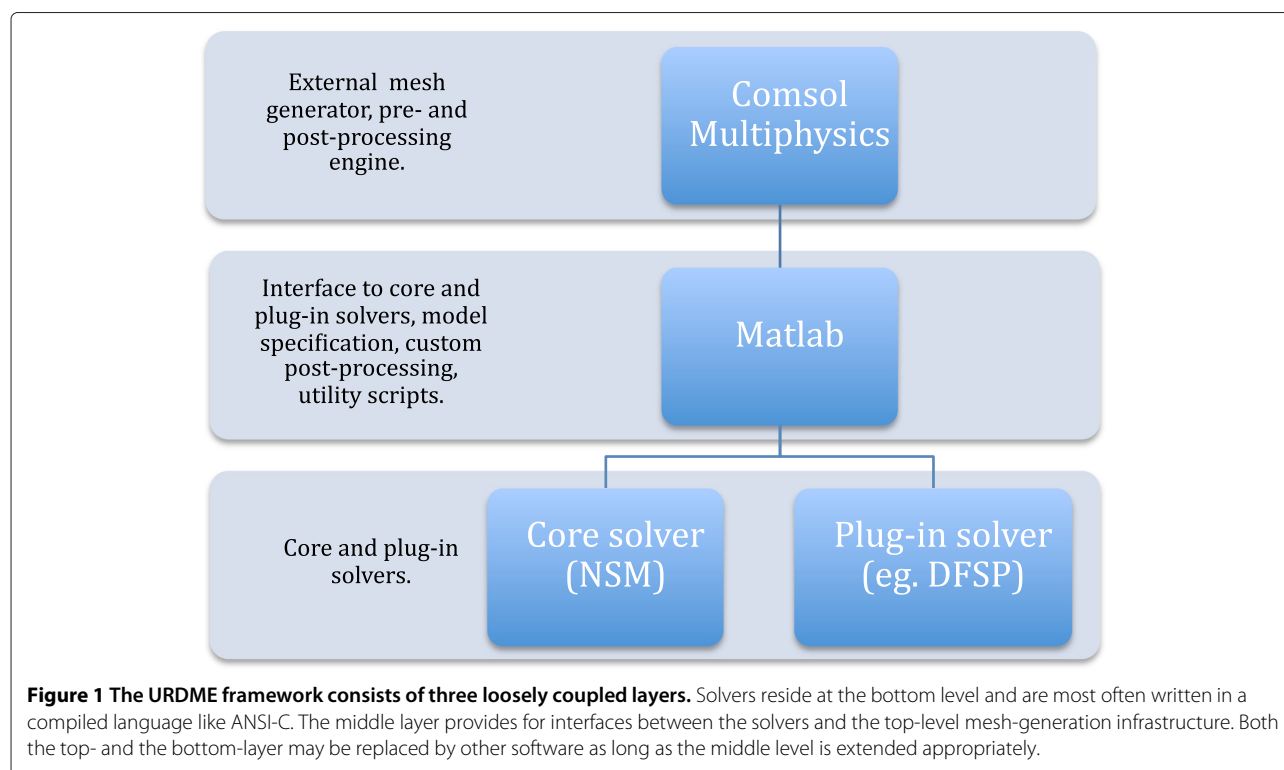 External mesh
generator, pre- and
post-processing
engine.
Comsol
Multiphysics
Interface to core and
plug-in solvers, model
specification, custom
post-processing,
utility scripts.
Matlab
Core and plug-in
solvers.
Core solver
(NSM)
Plug-in solver
(eg. DFSP)
Figure 1 The URDME framework consists of three loosely coupled layers. Solvers reside at the bottom level and are most often written in a
compiled language like ANSI-C. The middle layer provides for interfaces between the solvers and the top-level mesh-generation infrastructure. Both
the top- and the bottom-layer may be replaced by other software as long as the middle level is extended appropriately.